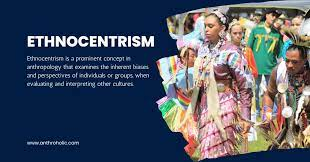 ETHNOCENTRISM
Ethnocentrism is a prominent concept in
anthropology that examines the inherent biases
and perspectives of individuals or groups, when
evaluating and interpreting other cultures.
www.anthroholic.com